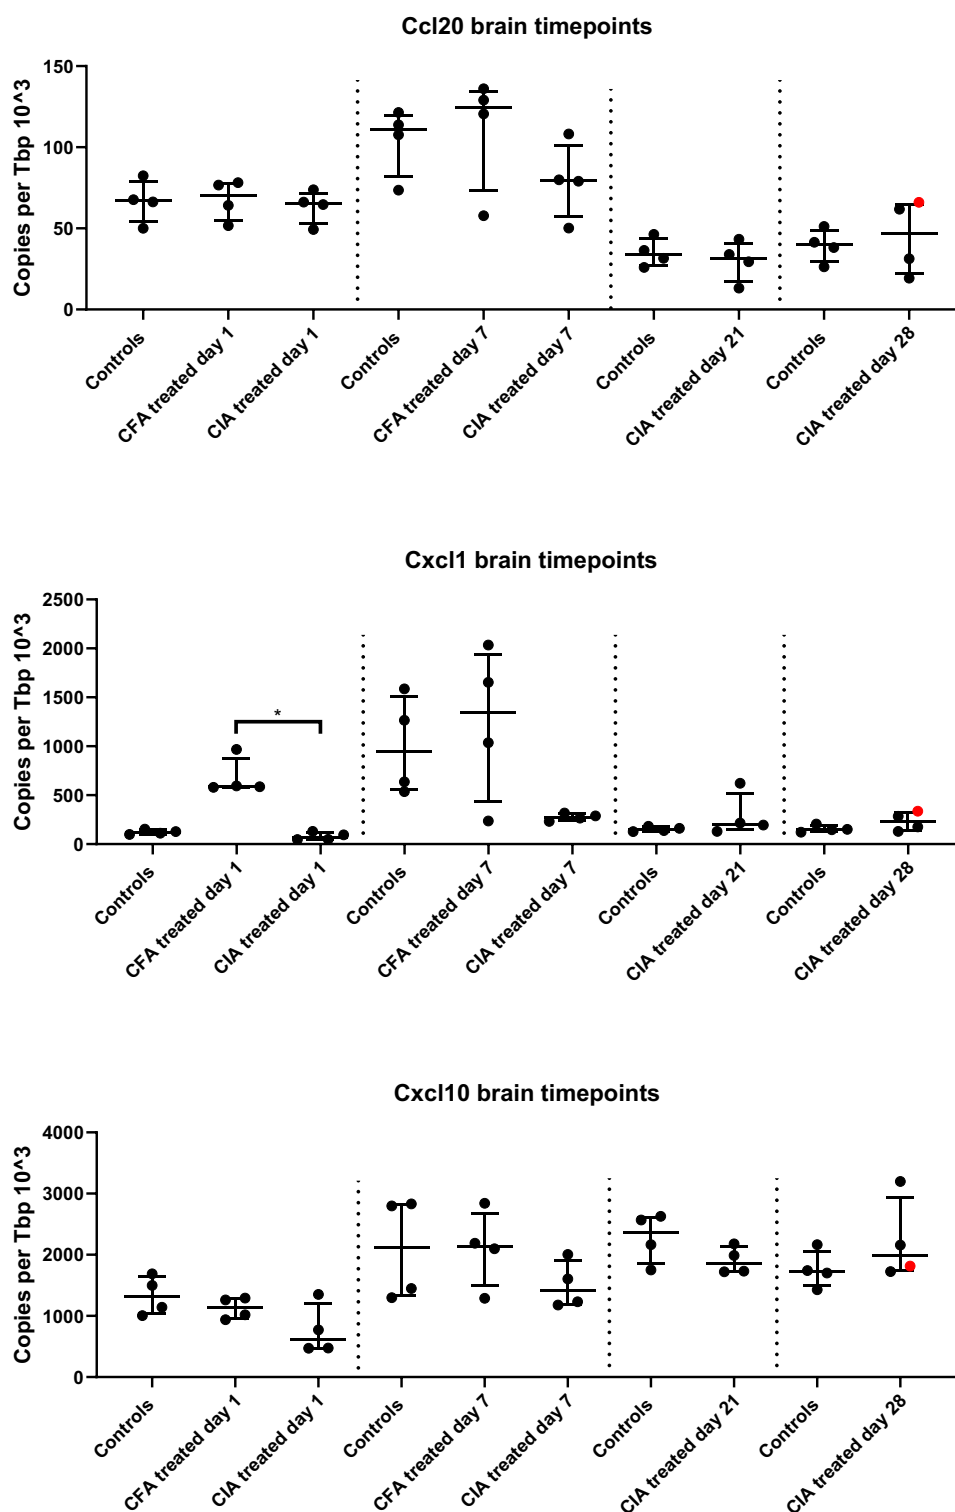 Ccl20 brain timepoints
Copies per Tbp 10^3
150
100
50
0
Controls
CFA treated day 1
CIA treated day 1
Controls
CFA treated day 7
CIA treated day 7
Controls
CIA treated day 21
Controls
CIA treated day 28
Cxcl1 brain timepoints
Copies per Tbp 10^3
2500
2000
1500
1000
500
0
*
Controls
CFA treated day 1
CIA treated day 1
Controls
CFA treated day 7
CIA treated day 7
Controls
CIA treated day 21
Controls
CIA treated day 28
Cxcl10 brain timepoints
Copies per Tbp 10^3
4000
3000
2000
1000
0
Controls
CFA treated day 1
CIA treated day 1
Controls
CFA treated day 7
CIA treated day 7
Controls
CIA treated day 21
Controls
CIA treated day 28